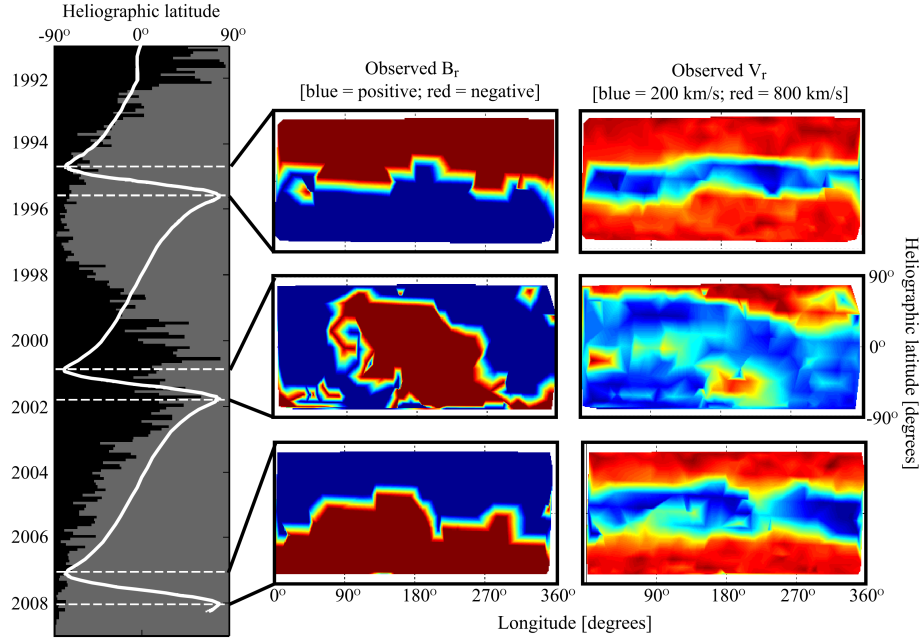 Heliographic latitude
-90° 0° 90°
1992
1994
1996
1998
2000
2002
2004
2006
2008
Observed Br
[blue = positive; red = negative]
Observed Vr
[blue = 200 km/s; red = 800 km/s]
90°
0°
-90°
Heliographic latitude [degrees]
0° 90° 180° 270° 360°
90° 180° 270° 360°
Longitude [degrees]